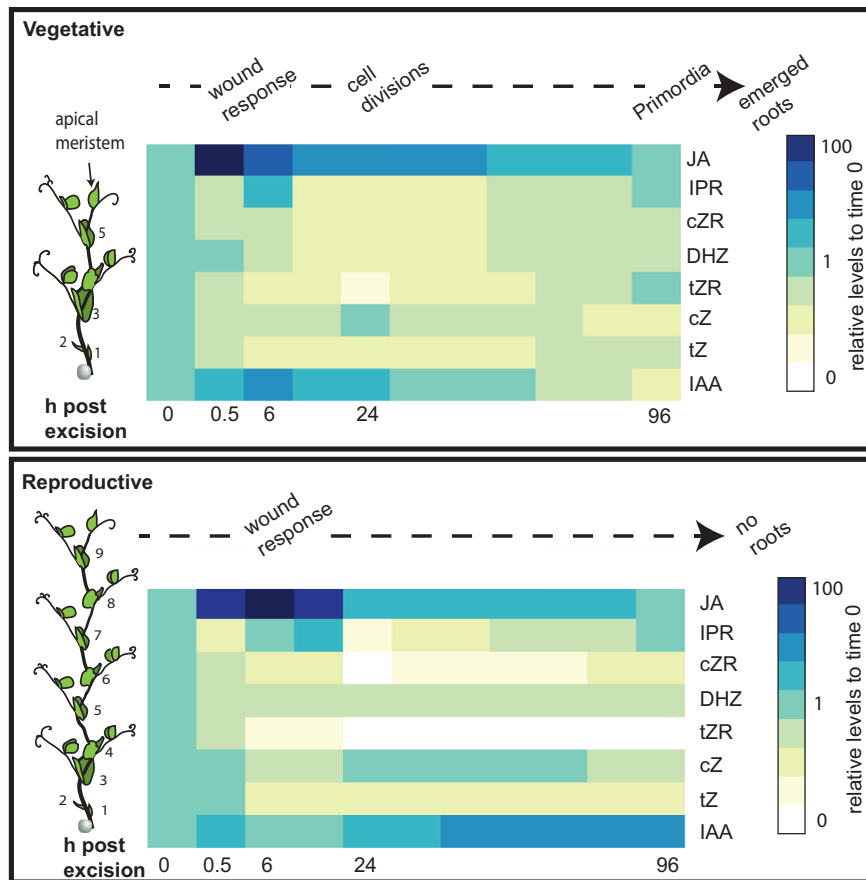 Vegetative
wound
response
cell
divisions
Primordia
emerged
roots
apical
meristem
5
3
2
1
JA
IPR
cZR
DHZ
tZR
cZ
tZ
IAA
h post
excision
0
0.5
6
24
96
100
1
0
relative levels to time 0
Reproductive
wound
response
no
roots
9
8
7
6
5
4
3
2
1
JA
IPR
cZR
DHZ
tZR
cZ
tZ
IAA
h post
excision
0
0.5
6
24
96
100
1
0
relative levels to time 0